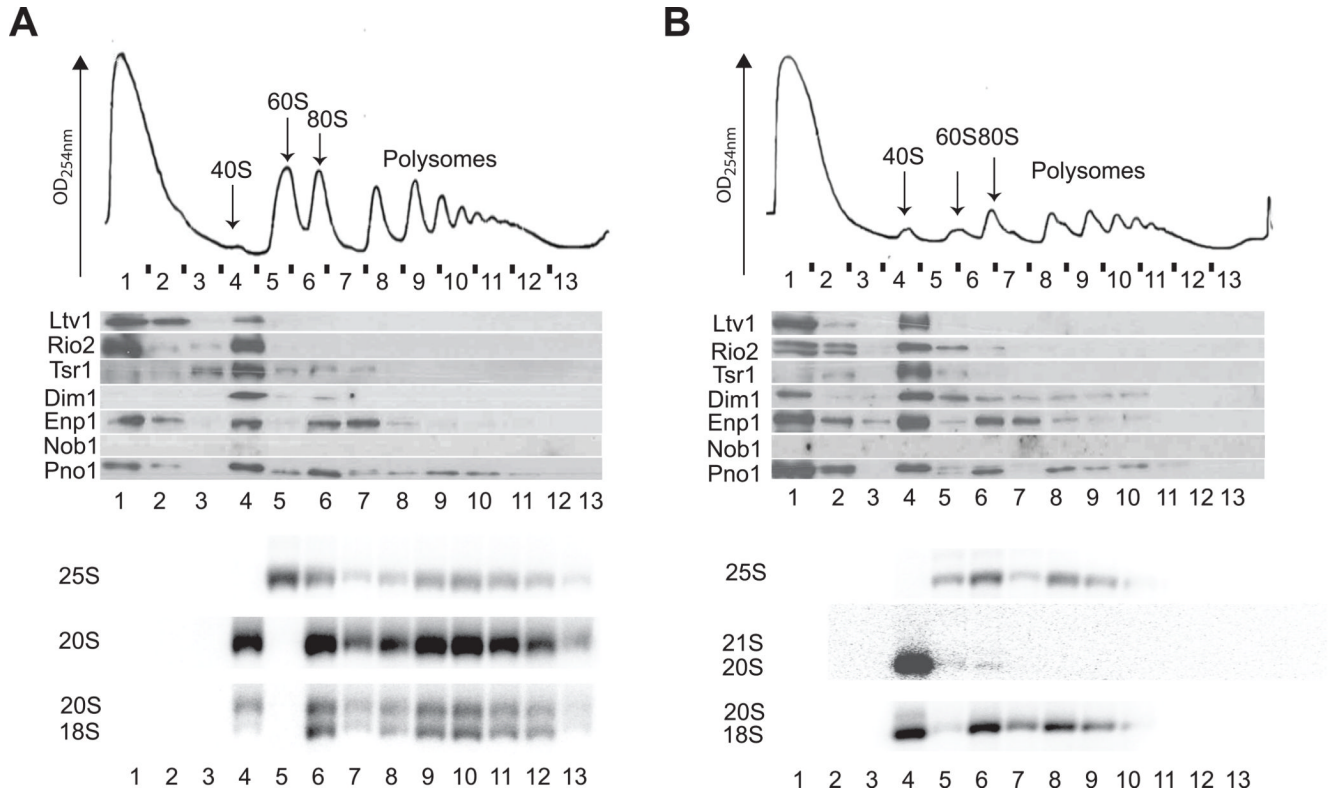 A
OD254nm
40S
60S
80S
Polysomes
1 2 3 4 5 6 7 8 9 10 11 12 13
Ltv1
Rio2
Tsr1
Dim1
Enp1
Nob1
Pno1
1 2 3 4 5 6 7 8 9 10 11 12 13
25S
20S
20S
18S
1 2 3 4 5 6 7 8 9 10 11 12 13
B
OD254nm
40S
60S80S
Polysomes
1 2 3 4 5 6 7 8 9 10 11 12 13
Ltv1
Rio2
Tsr1
Dim1
Enp1
Nob1
Pno1
1 2 3 4 5 6 7 8 9 10 11 12 13
25S
21S
20S
20S
18S
1 2 3 4 5 6 7 8 9 10 11 12 13